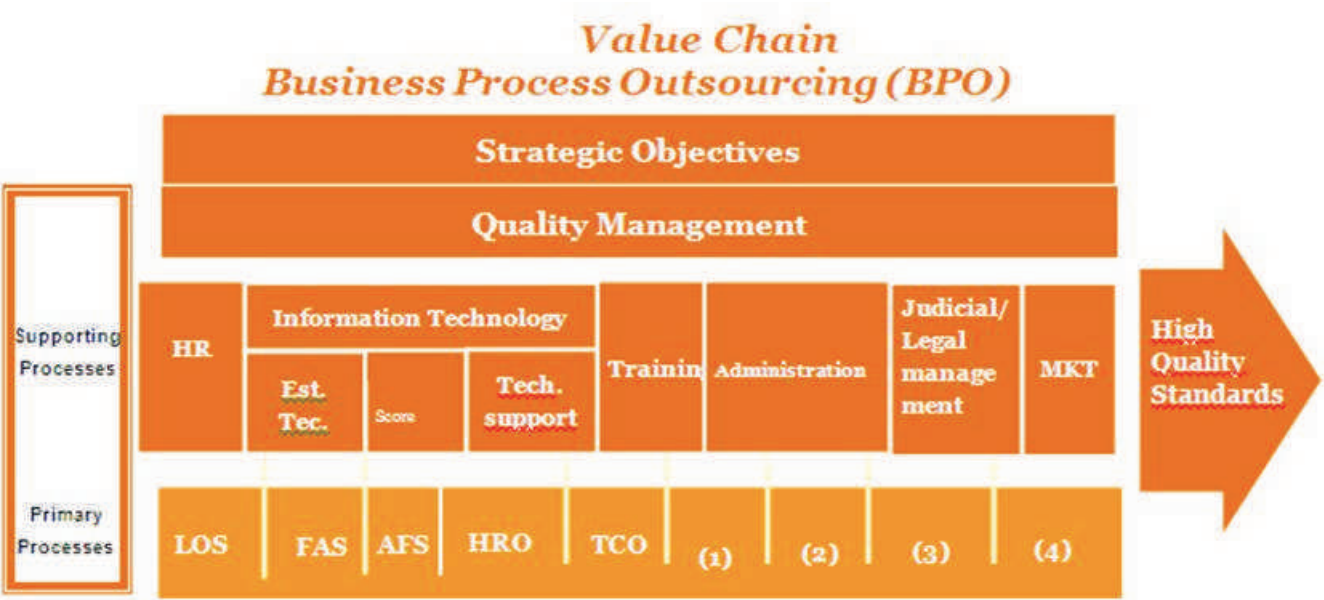 Value Chain
Business Process Outsourcing (BPO)
Strategic Objectives
Quality Management
Supporting
Processes
HR
Information Technology
Est.
Tec.
Score
Tech.
support
Trainin
Administration
Judicial/
Legal
manage
ment
MKT
High
Quality
Standards
Primary
Processes
LOS
FAS
AFS
HRO
TCO
(1)
(2)
(3)
(4)